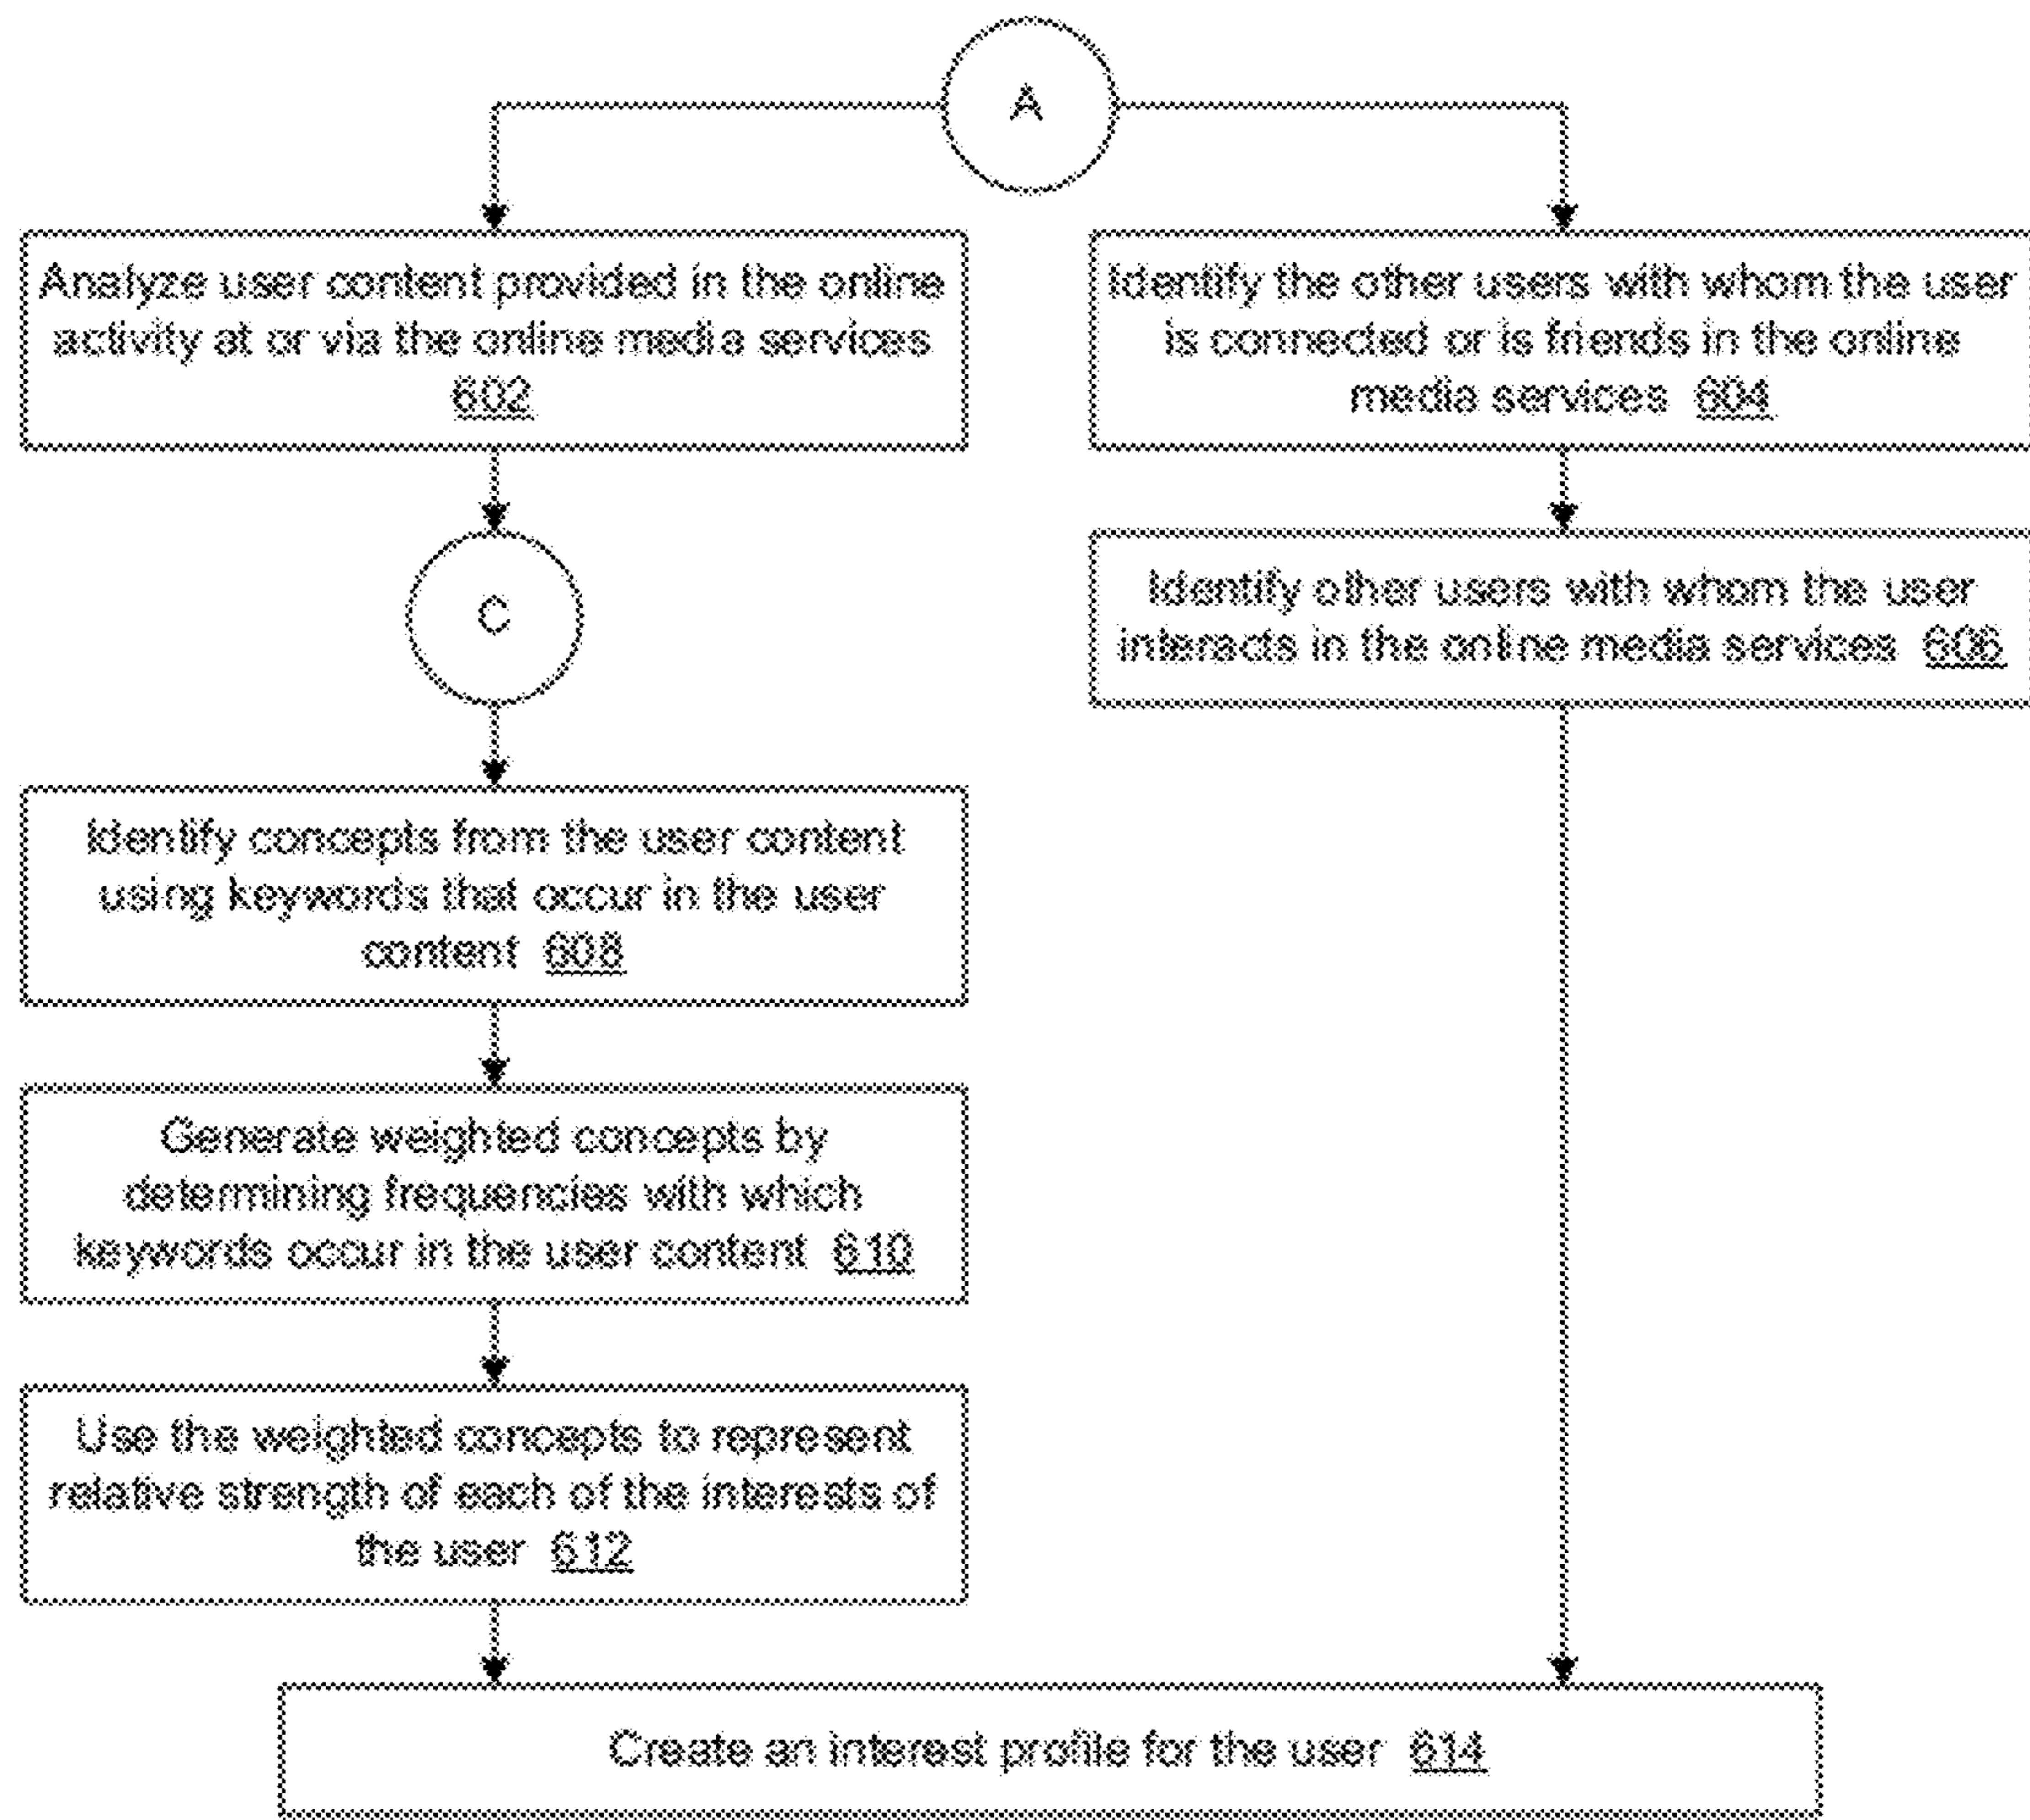 A
Analyze user content provided in the online
activity at or via the online media services
602
Identify the other users with whom the user
is connected or is friends in the online
media services 604
C
Identify other users with whom the user
interacts in the online media services 606
Identify concepts from the user content
using keywords that occur in the user
content 608
Generate weighted concepts by
determining frequencies with which
keywords occur in the user content 610
Use the weighted concepts to represent
relative strength of each of the interests of
the user 612
Create an interest profile for the user 614